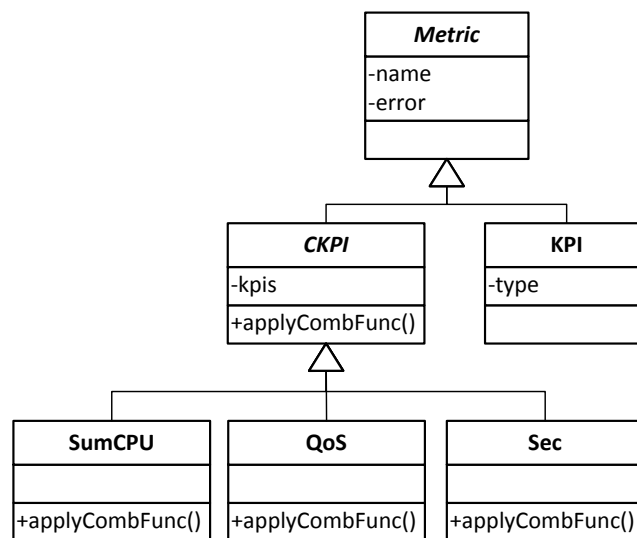 Metric
-name
-error
CKPI
-kpis
+applyCombFunc()
KPI
-type
SumCPU
+applyCombFunc()
QoS
+applyCombFunc()
Sec
+applyCombFunc()